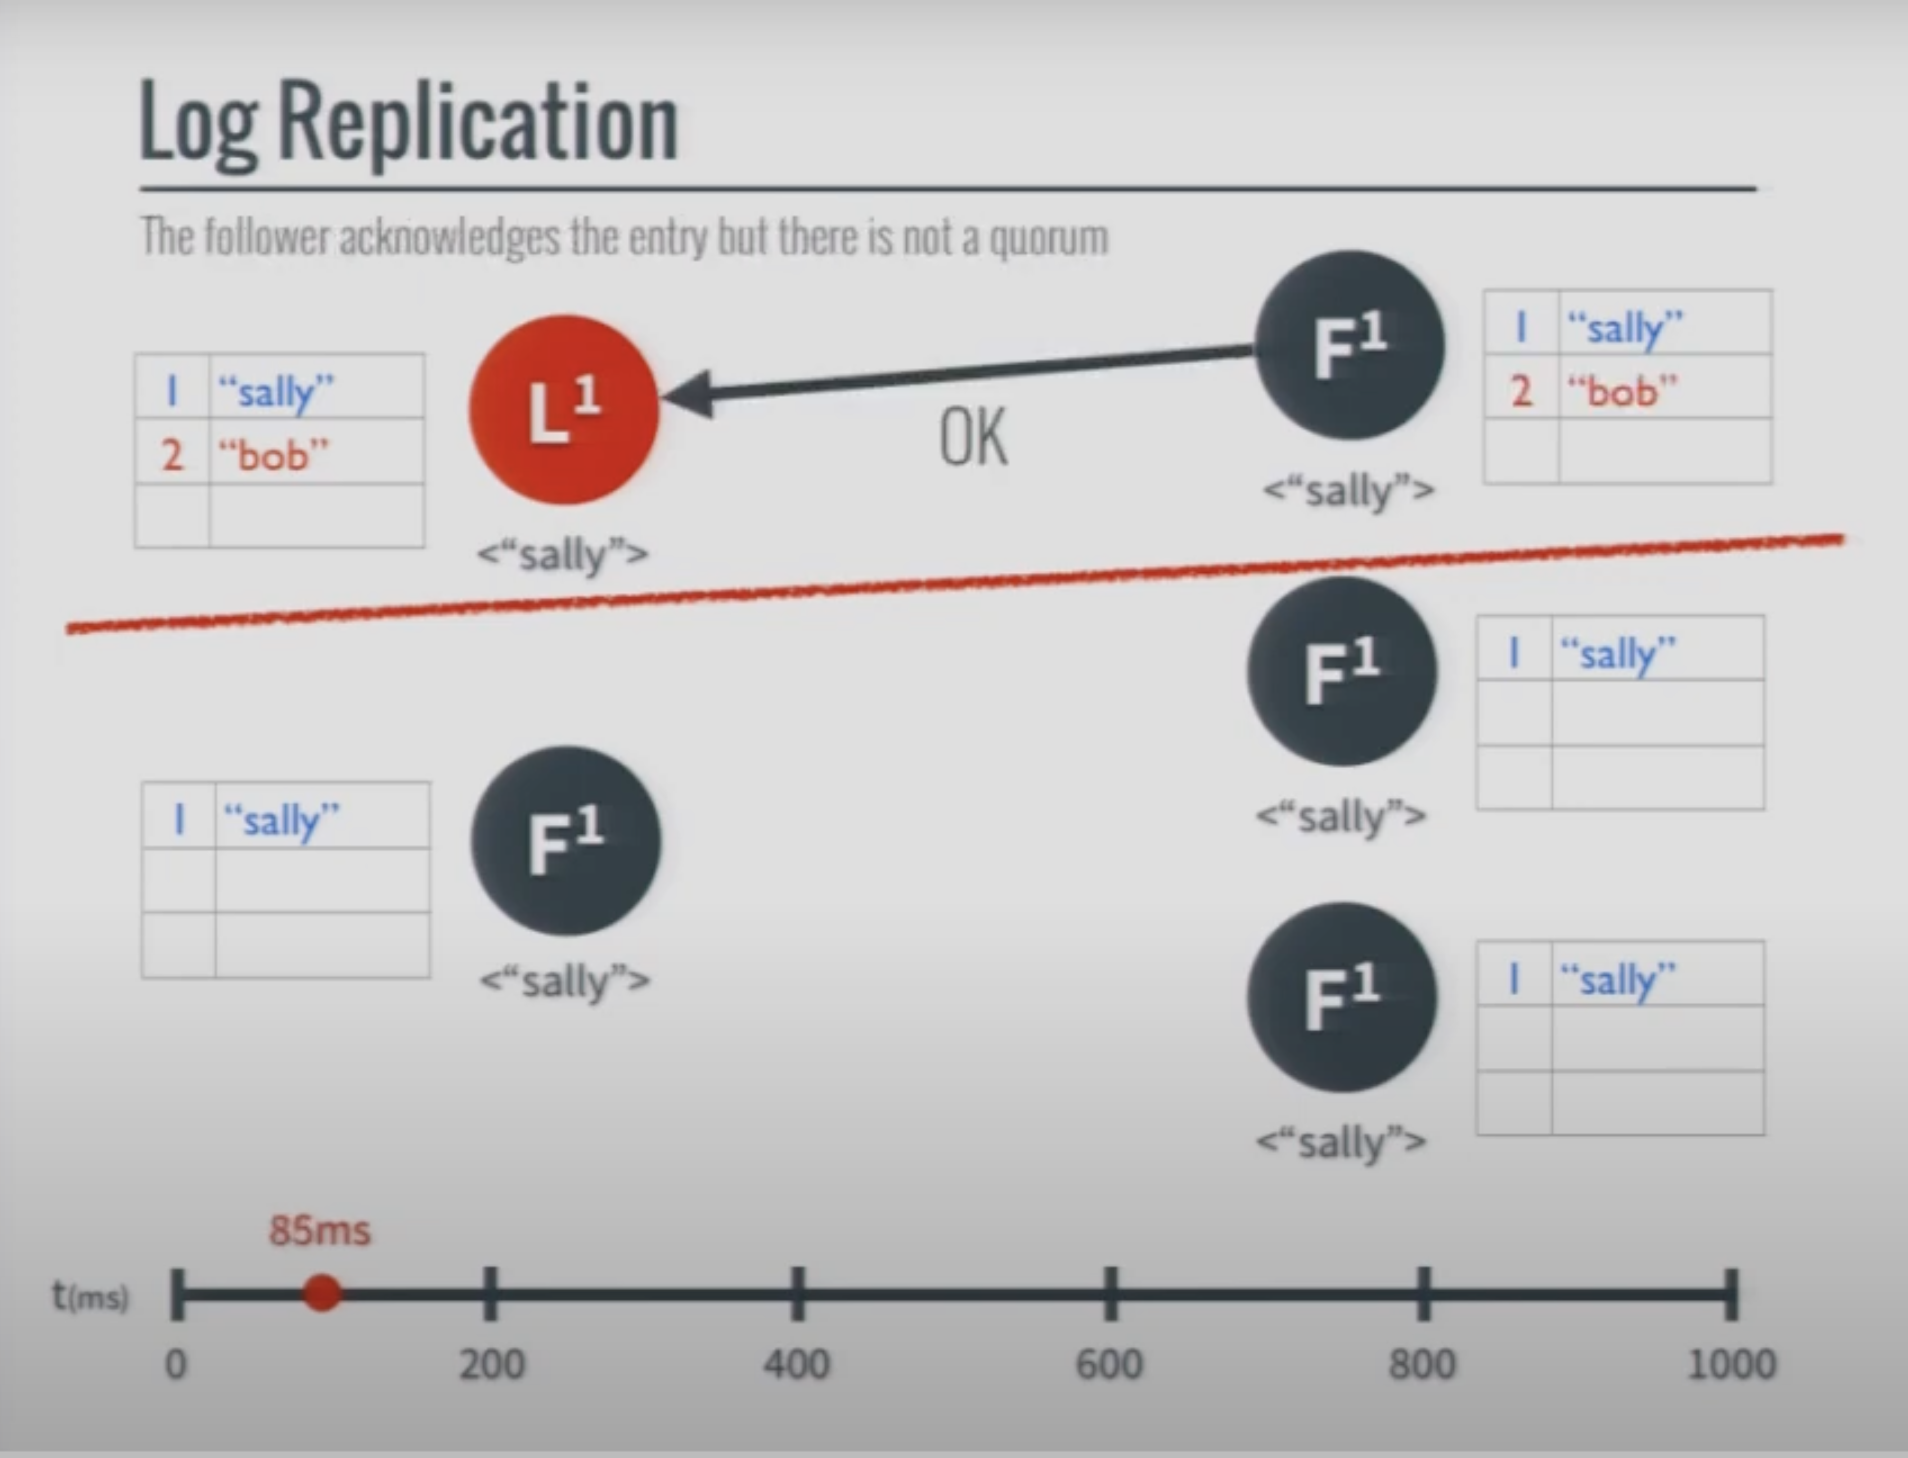 Log Replication
The follower acknowledges the entry but there is not a quorum
1 “sally”
2 “bob”
L¹
<“sally”>
OK
F¹
<“sally”>
1 “sally”
2 “bob”
F¹
<“sally”>
1 “sally”
1 “sally”
F¹
<“sally”>
F¹
<“sally”>
1 “sally”
85ms
t(ms)
0 200 400 600 800 1000